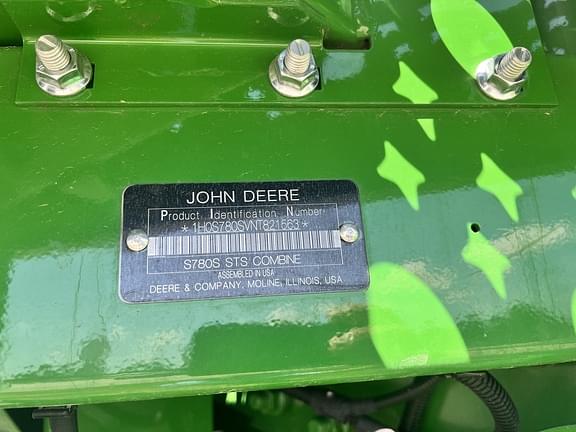 JOHN DEERE
Product Identification Number
*1H0S780SVNT821563*
S780S STS COMBINE
ASSEMBLED IN USA
DEERE & COMPANY, MOLINE, ILLINOIS, USA